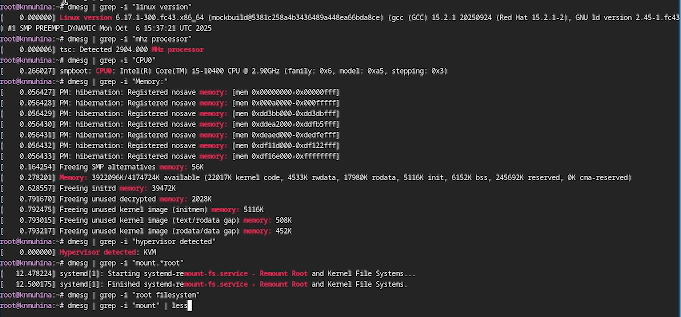 root@knmuhina:~# dmesg | grep -i "linux version"
[    0.000000] Linux version 6.17.1-300.fc43.x86_64 (mockbuild@5381c258a4b3436489a448ea66bda8ce) (gcc (GCC) 15.2.1 20250924 (Red Hat 15.2.1-2), GNU ld version 2.45-1.fc43
) #1 SMP PREEMPT_DYNAMIC Mon Oct  6 15:37:21 UTC 2025
root@knmuhina:~# dmesg | grep -i "mhz processor"
[    0.000006] tsc: Detected 2904.000 MHz processor
root@knmuhina:~# dmesg | grep -i "CPU0"
[    0.266027] smpboot: CPU0: Intel(R) Core(TM) i5-10400 CPU @ 2.90GHz (family: 0x6, model: 0xa5, stepping: 0x3)
root@knmuhina:~# dmesg | grep -i "Memory:"
[    0.056427] PM: hibernation: Registered nosave memory: [mem 0x00000000-0x00000fff]
[    0.056428] PM: hibernation: Registered nosave memory: [mem 0x000a0000-0x000fffff]
[    0.056429] PM: hibernation: Registered nosave memory: [mem 0xdd3bb000-0xdd3dbfff]
[    0.056430] PM: hibernation: Registered nosave memory: [mem 0xddea2000-0xddfb5fff]
[    0.056431] PM: hibernation: Registered nosave memory: [mem 0xdeaed000-0xdedfefff]
[    0.056432] PM: hibernation: Registered nosave memory: [mem 0xdf11d000-0xdf122fff]
[    0.056433] PM: hibernation: Registered nosave memory: [mem 0xdf16e000-0xffffffff]
[    0.164254] Freeing SMP alternatives memory: 56K
[    0.278201] Memory: 3922096K/4174724K available (22017K kernel code, 4533K rwdata, 17980K rodata, 5116K init, 6152K bss, 245692K reserved, 0K cma-reserved)
[    0.628557] Freeing initrd memory: 39472K
[    0.791670] Freeing unused decrypted memory: 2028K
[    0.792475] Freeing unused kernel image (initmem) memory: 5116K
[    0.793015] Freeing unused kernel image (text/rodata gap) memory: 508K
[    0.793217] Freeing unused kernel image (rodata/data gap) memory: 452K
root@knmuhina:~# dmesg | grep -i "hypervisor detected"
[    0.000000] Hypervisor detected: KVM
root@knmuhina:~# dmesg | grep -i "mount.*root"
[   12.478224] systemd[1]: Starting systemd-remount-fs.service - Remount Root and Kernel File Systems...
[   12.500175] systemd[1]: Finished systemd-remount-fs.service - Remount Root and Kernel File Systems.
root@knmuhina:~# dmesg | grep -i "root filesystem"
root@knmuhina:~# dmesg | grep -i "mount" | less